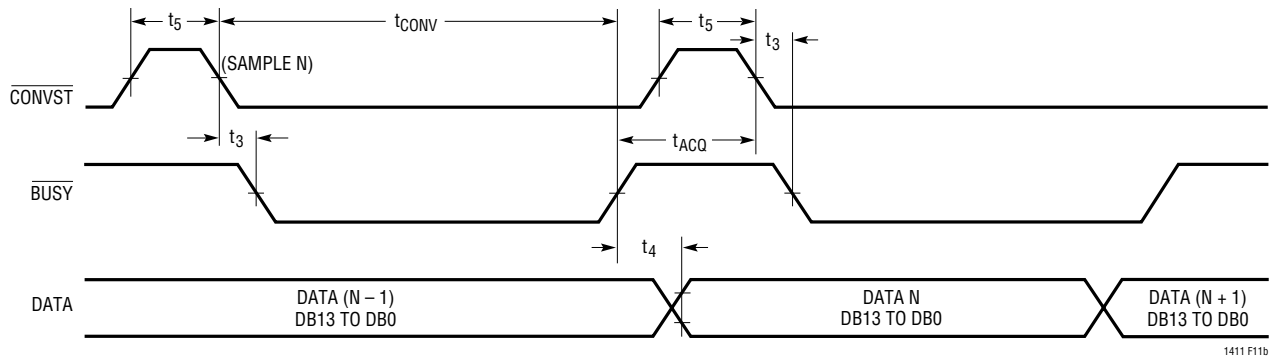 t5
tCONV
t5
t3
(SAMPLE N)
CONVST
t3
tACQ
BUSY
t4
DATA
DATA (N – 1)
DB13 TO DB0
DATA N
DB13 TO DB0
DATA (N + 1)
DB13 TO DB0
1411 F11b